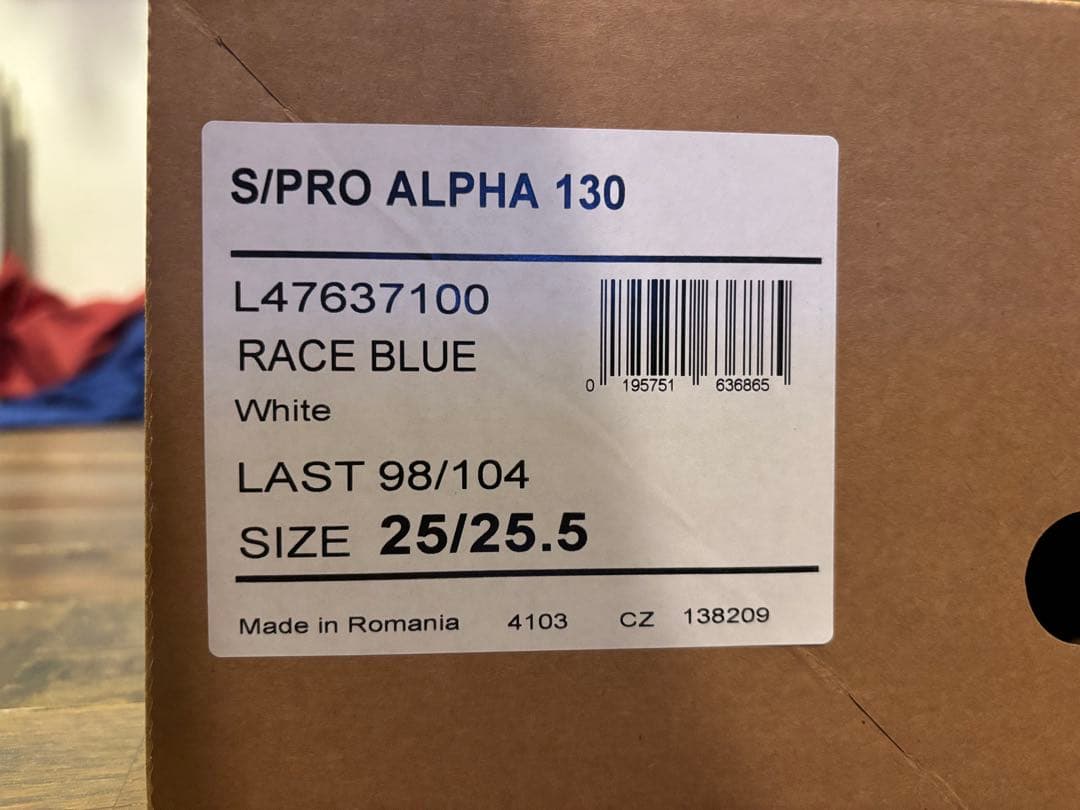 S/PRO ALPHA 130
L47637100
RACE BLUE
White
0 195751 636865
LAST 98/104
SIZE 25/25.5
Made in Romania 4103 CZ 138209